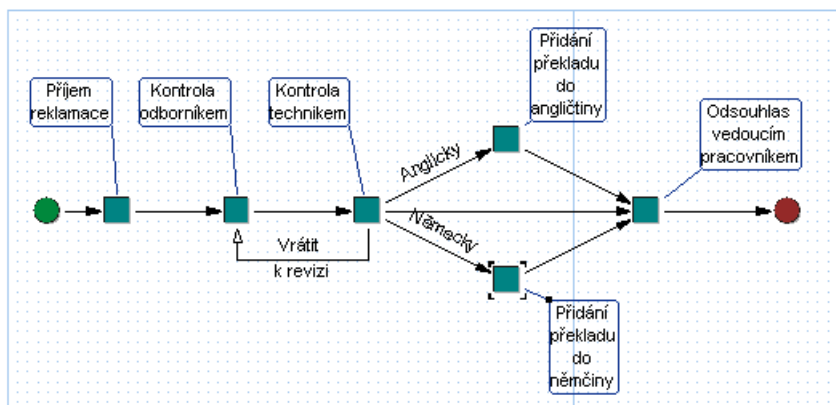 Příjem
reklamace
Kontrola
odborníkem
Kontrola
technikem
Přidání
překladu
do
angličtiny
Odsouhlas
vedoucím
pracovníkem
Anglicky
Německy
Vrátit
k revizi
Přidání
překladu
do
němčiny